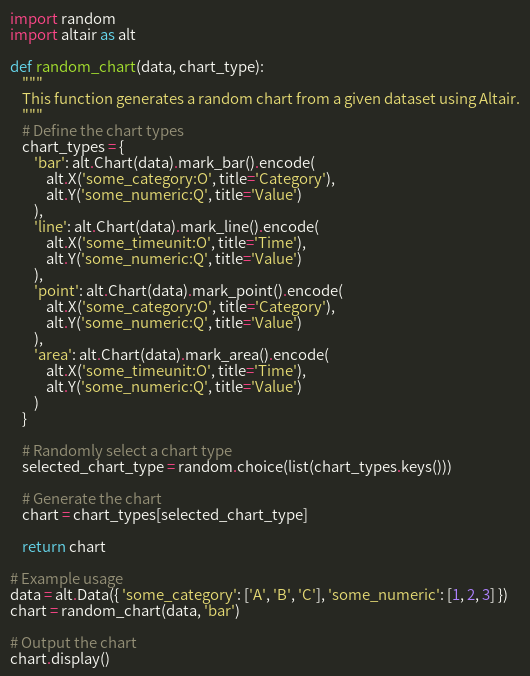 import random
import altair as alt

def random_chart(data, chart_type):
    """
    This function generates a random chart from a given dataset using Altair.
    """
    # Define the chart types
    chart_types = {
        'bar': alt.Chart(data).mark_bar().encode(
            alt.X('some_category:O', title='Category'),
            alt.Y('some_numeric:Q', title='Value')
        ),
        'line': alt.Chart(data).mark_line().encode(
            alt.X('some_timeunit:O', title='Time'),
            alt.Y('some_numeric:Q', title='Value')
        ),
        'point': alt.Chart(data).mark_point().encode(
            alt.X('some_category:O', title='Category'),
            alt.Y('some_numeric:Q', title='Value')
        ),
        'area': alt.Chart(data).mark_area().encode(
            alt.X('some_timeunit:O', title='Time'),
            alt.Y('some_numeric:Q', title='Value')
        )
    }

    # Randomly select a chart type
    selected_chart_type = random.choice(list(chart_types.keys()))

    # Generate the chart
    chart = chart_types[selected_chart_type]

    return chart

# Example usage
data = alt.Data({ 'some_category': ['A', 'B', 'C'], 'some_numeric': [1, 2, 3] })
chart = random_chart(data, 'bar')

# Output the chart
chart.display()